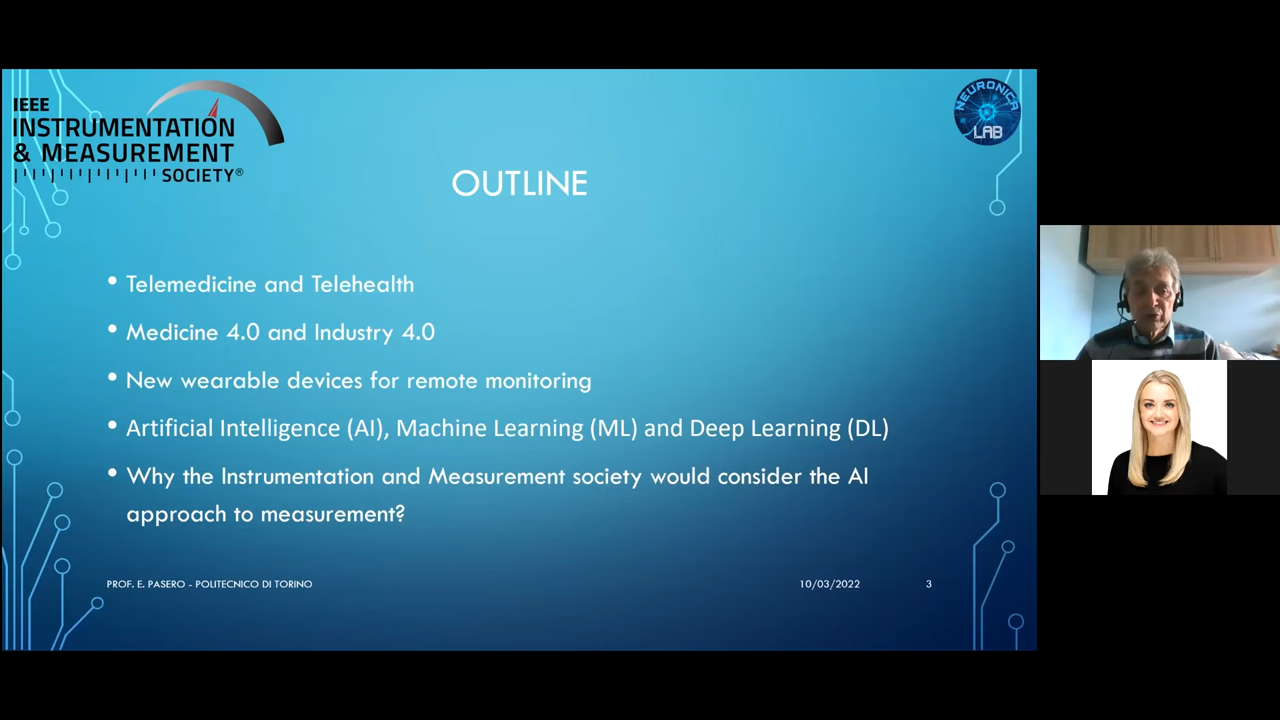 IEEE
INSTRUMENTATION
& MEASUREMENT
SOCIETY®
NEURONICA
LAB
OUTLINE
• Telemedicine and Telehealth
• Medicine 4.0 and Industry 4.0
• New wearable devices for remote monitoring
• Artificial Intelligence (AI), Machine Learning (ML) and Deep Learning (DL)
• Why the Instrumentation and Measurement society would consider the AI
approach to measurement?
PROF. E. PASERO - POLITECNICO DI TORINO 10/03/2022 3